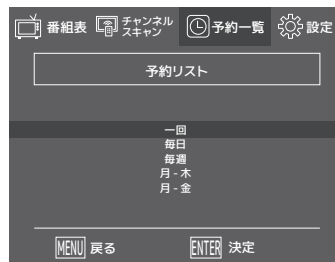 番組表 チャンネルスキャン 予約一覧 設定
予約リスト
一回
毎日
毎週
月-木
月-金
MENU 戻る ENTER 決定